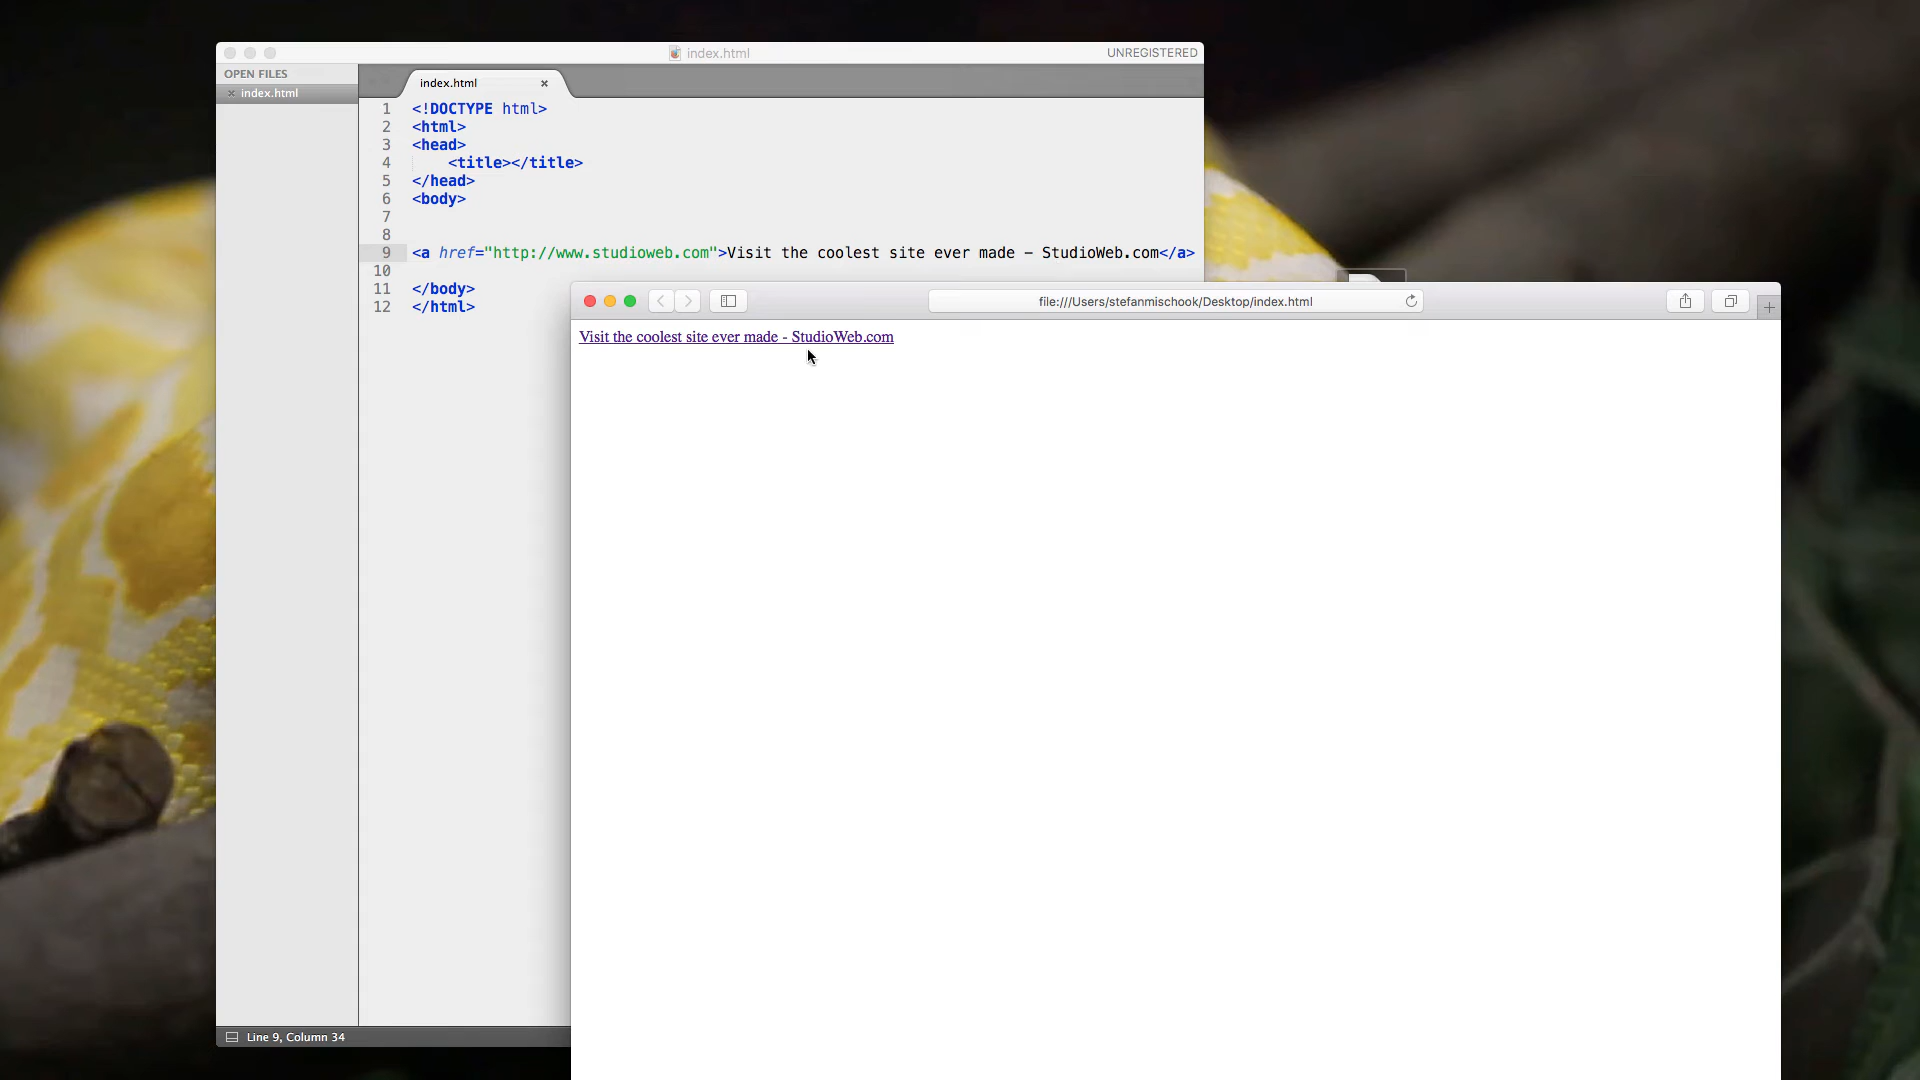 index.html
UNREGISTERED
OPEN FILES
index.html
index.html
1 <!DOCTYPE html>
2 <html>
3 <head>
4 <title></title>
5 </head>
6 <body>
7
8
9 <a href="http://www.studioweb.com">Visit the coolest site ever made – StudioWeb.com</a>
10
11 </body>
12 </html>
file:///Users/stefanmischook/Desktop/index.html
Visit the coolest site ever made - StudioWeb.com
Line 9, Column 34